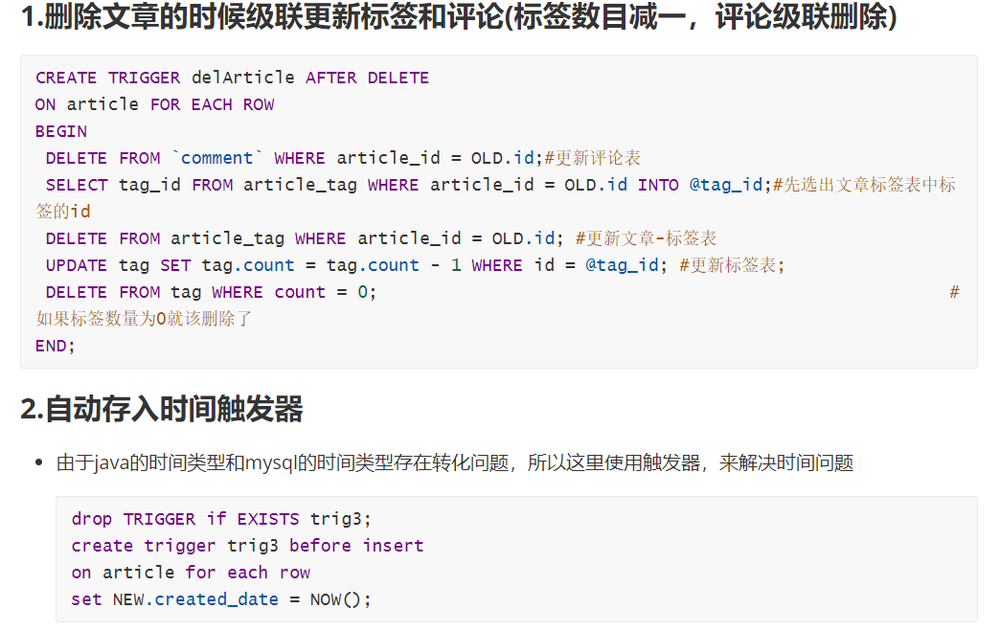 1.删除文章的时候级联更新标签和评论(标签数目减一，评论级联删除)
CREATE TRIGGER delArticle AFTER DELETE
ON article FOR EACH ROW
BEGIN
DELETE FROM `comment` WHERE article_id = OLD.id;#更新评论表
SELECT tag_id FROM article_tag WHERE article_id = OLD.id INTO @tag_id;#先选出文章标签表中标
签的id
DELETE FROM article_tag WHERE article_id = OLD.id; #更新文章-标签表
UPDATE tag SET tag.count = tag.count - 1 WHERE id = @tag_id; #更新标签表;
DELETE FROM tag WHERE count = 0; #
如果标签数量为0就该删除了
END;
2.自动存入时间触发器
• 由于java的时间类型和mysql的时间类型存在转化问题，所以这里使用触发器，来解决时间问题
drop TRIGGER if EXISTS trig3;
create trigger trig3 before insert
on article for each row
set NEW.created_date = NOW();